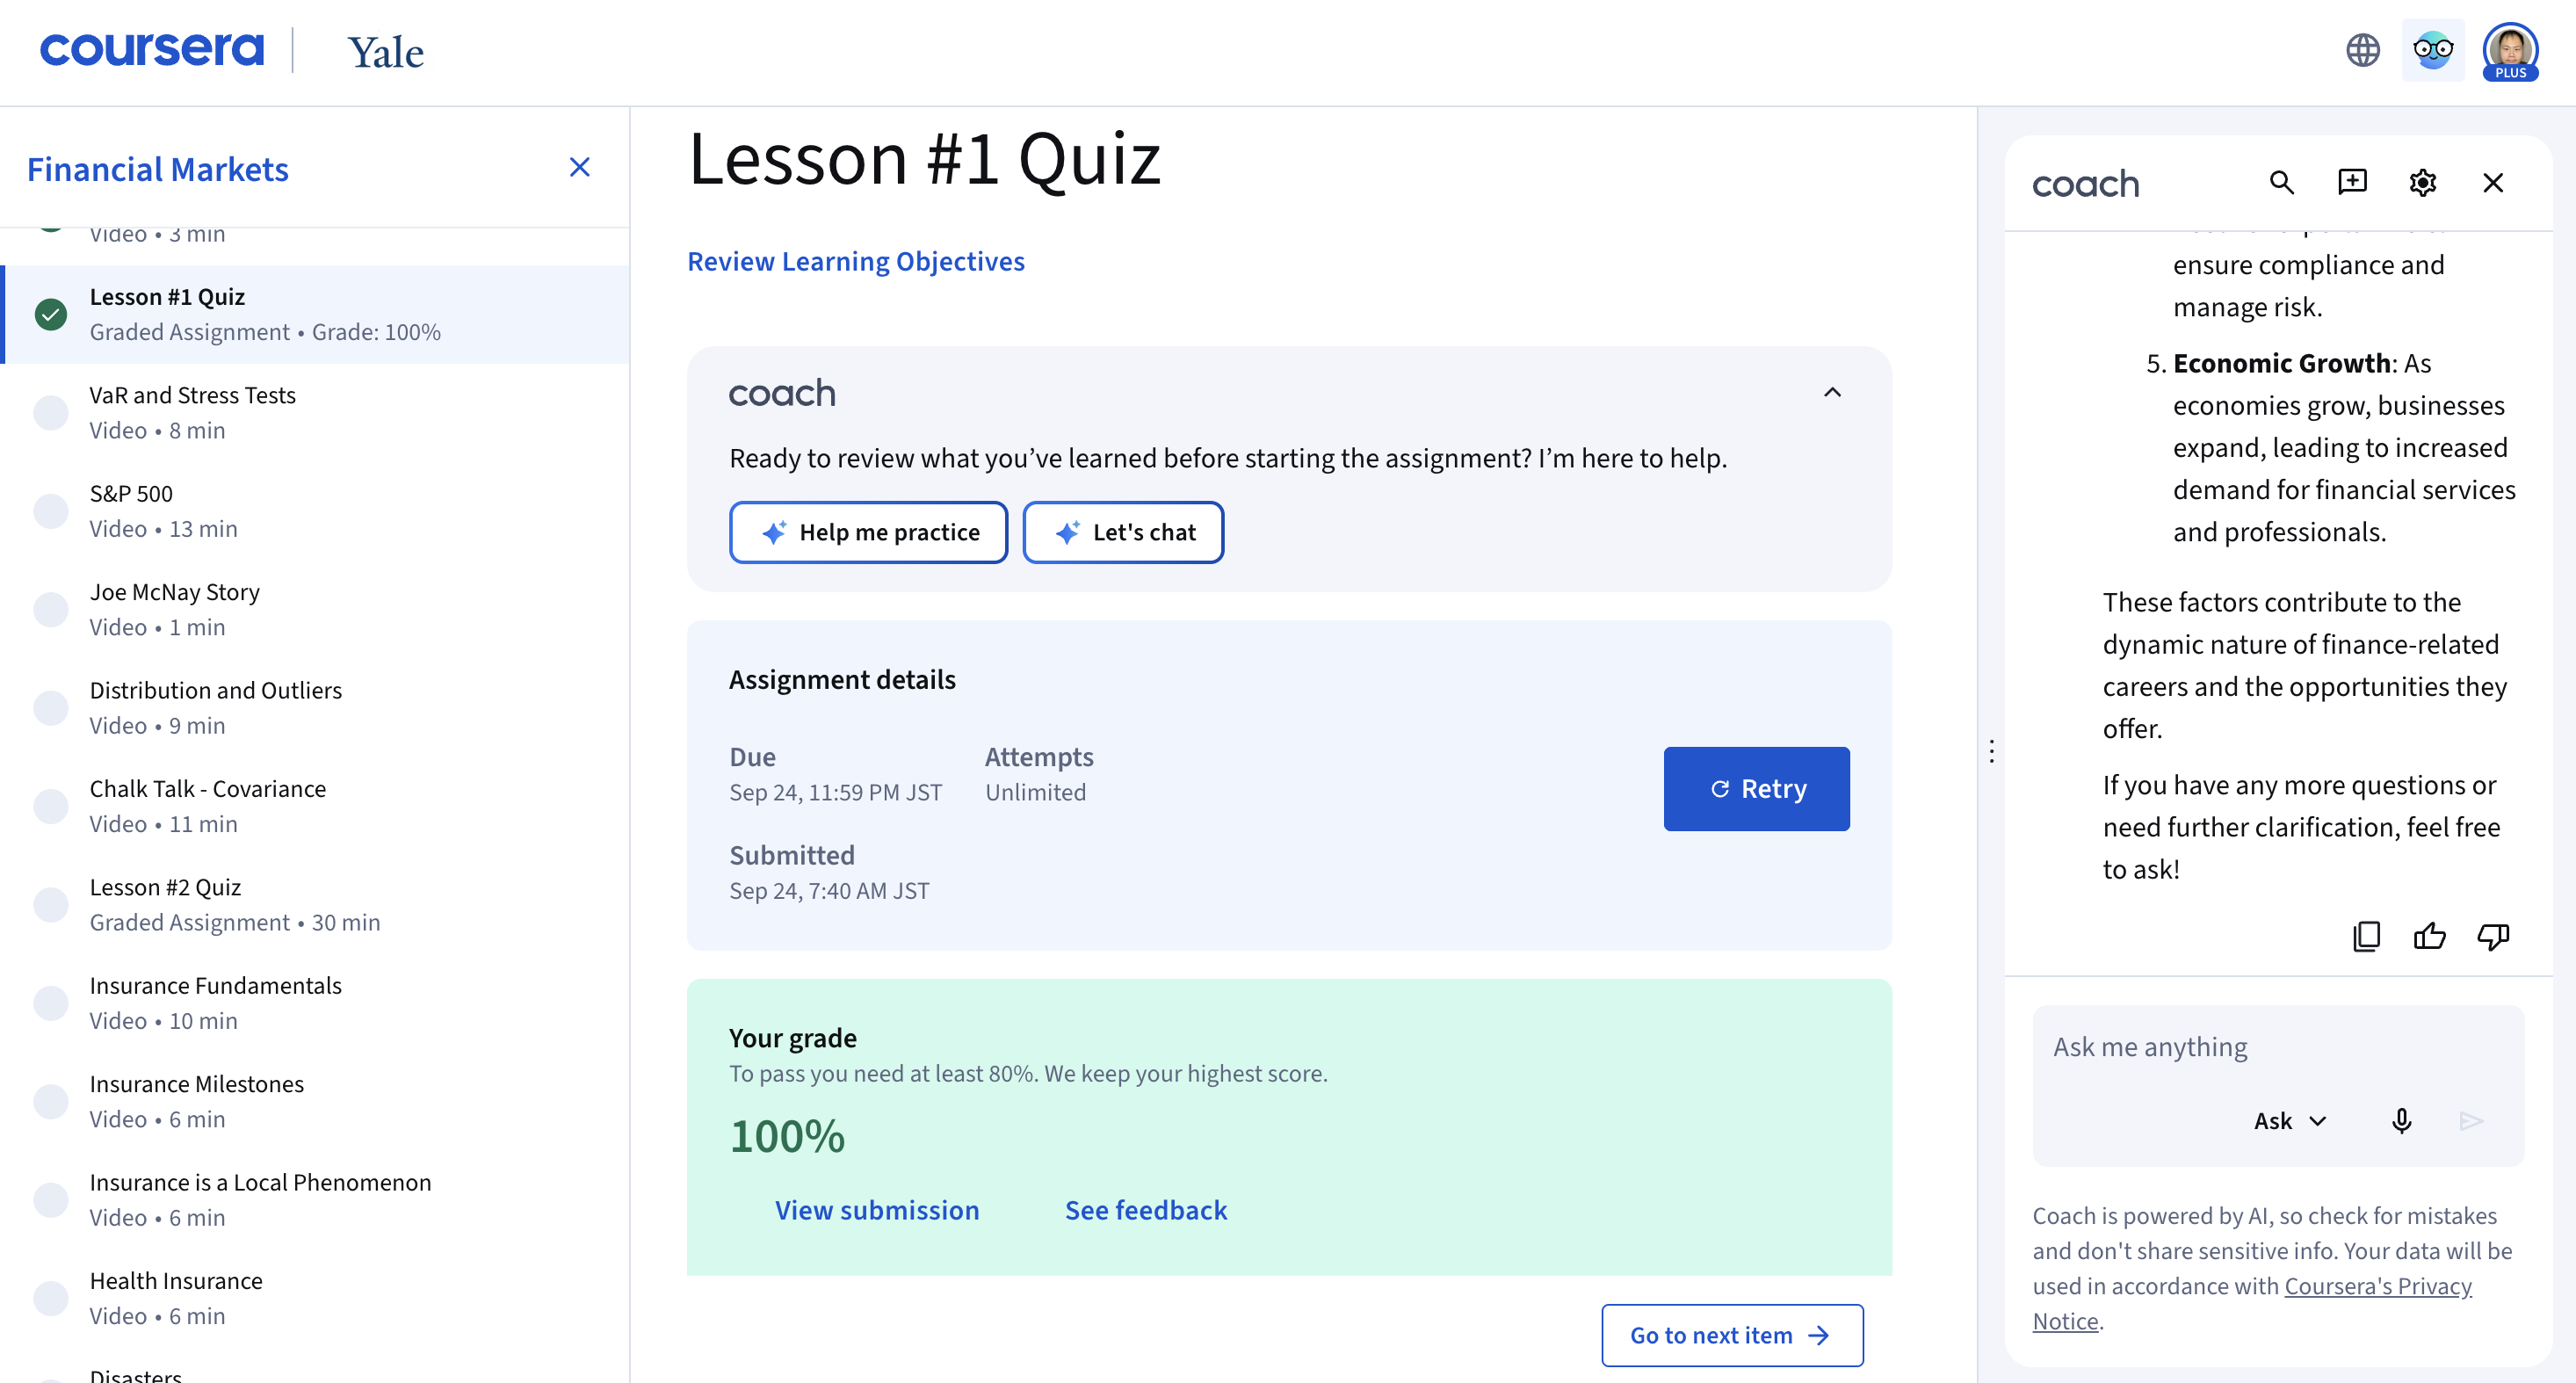 coursera
Yale
PLUS
Financial Markets
Video • 3 min
Lesson #1 Quiz
Graded Assignment • Grade: 100%
VaR and Stress Tests
Video • 8 min
S&P 500
Video • 13 min
Joe McNay Story
Video • 1 min
Distribution and Outliers
Video • 9 min
Chalk Talk - Covariance
Video • 11 min
Lesson #2 Quiz
Graded Assignment • 30 min
Insurance Fundamentals
Video • 10 min
Insurance Milestones
Video • 6 min
Insurance is a Local Phenomenon
Video • 6 min
Health Insurance
Video • 6 min
Disasters
Lesson #1 Quiz
Review Learning Objectives
coach
Ready to review what you’ve learned before starting the assignment? I’m here to help.
Help me practice
Let's chat
Assignment details
Due
Sep 24, 11:59 PM JST
Attempts
Unlimited
Submitted
Sep 24, 7:40 AM JST
Retry
Your grade
To pass you need at least 80%. We keep your highest score.
100%
View submission
See feedback
Go to next item
coach
ensure compliance and
manage risk.
5. Economic Growth: As
economies grow, businesses
expand, leading to increased
demand for financial services
and professionals.
These factors contribute to the
dynamic nature of finance-related
careers and the opportunities they
offer.
If you have any more questions or
need further clarification, feel free
to ask!
Ask me anything
Ask
Coach is powered by AI, so check for mistakes
and don't share sensitive info. Your data will be
used in accordance with Coursera's Privacy
Notice.